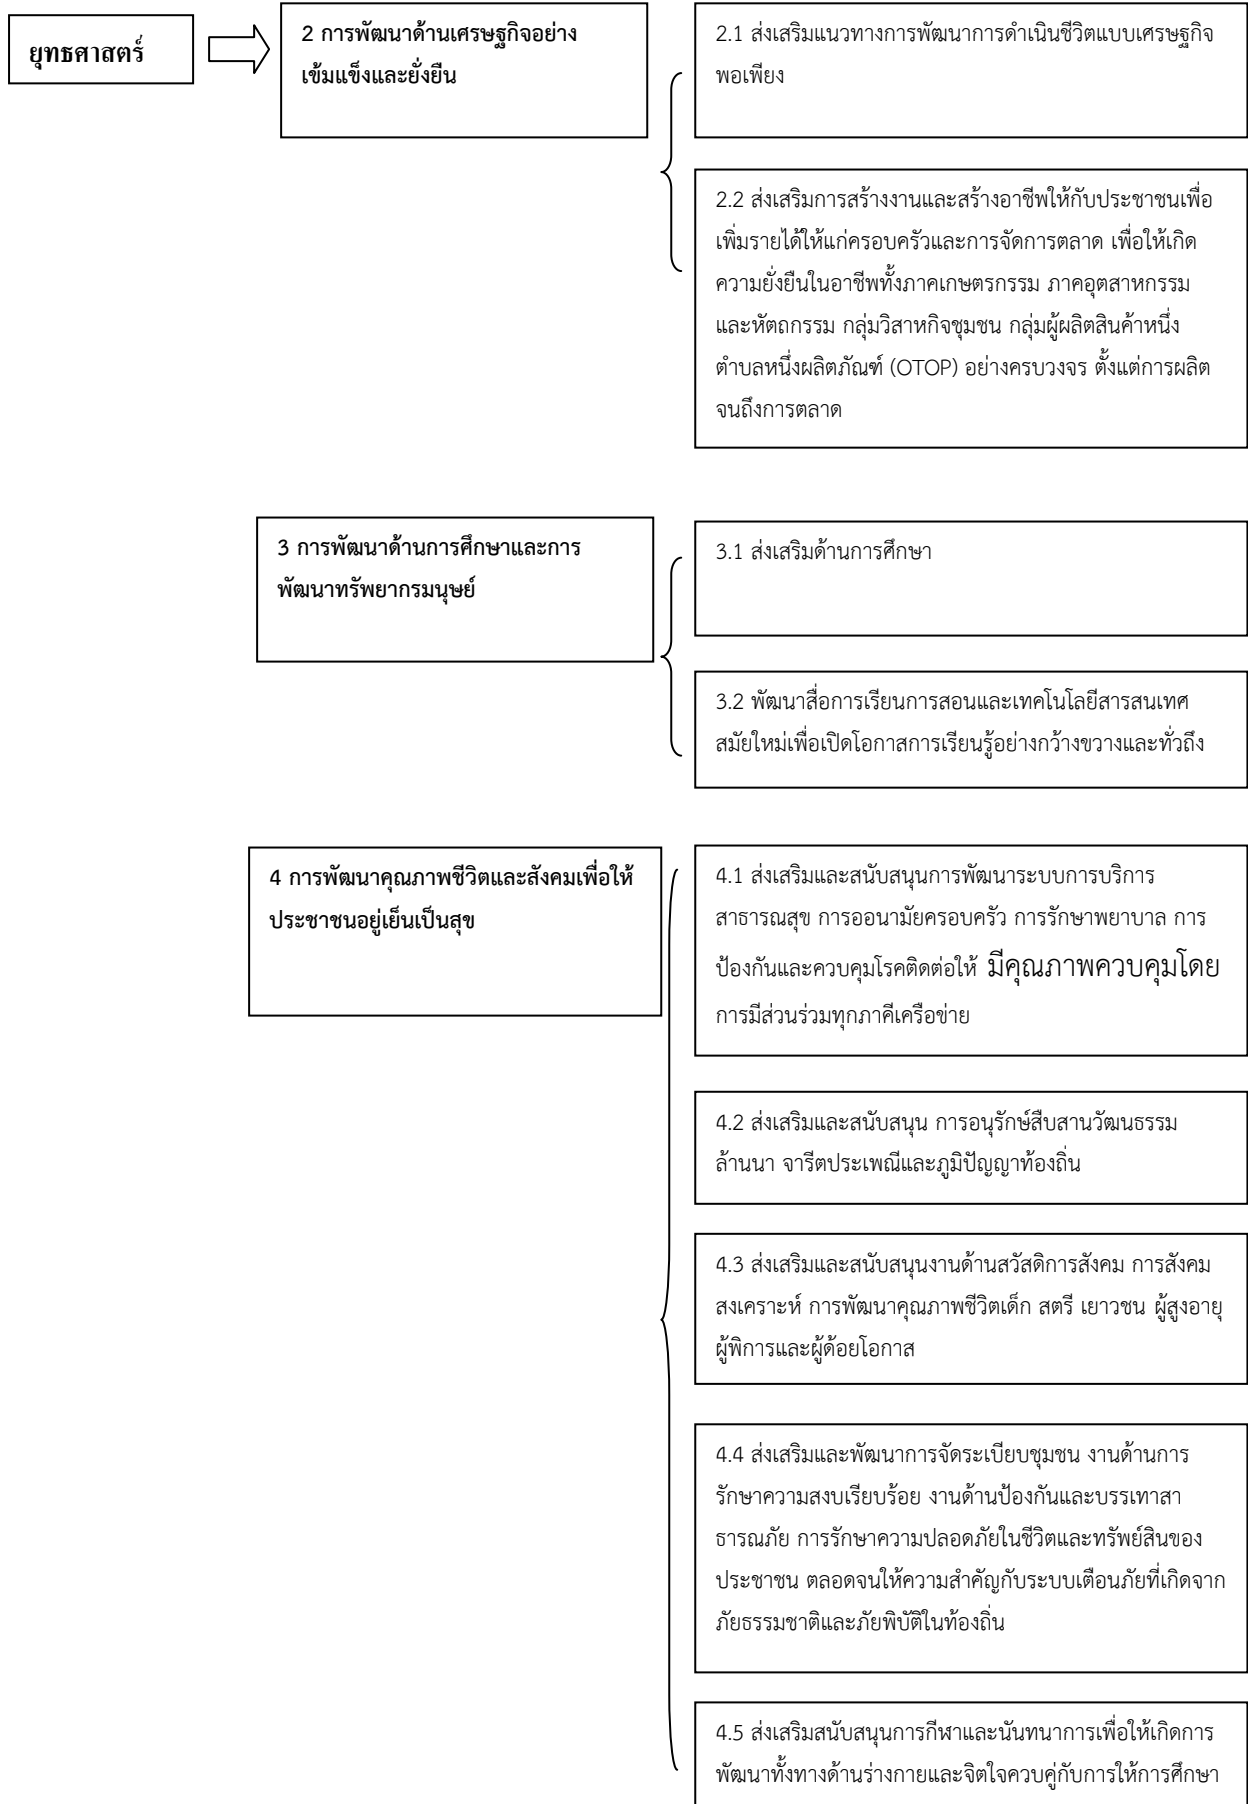 ยุทธศาสตร์
2 การพัฒนาด้านเศรษฐกิจอย่าง
เข้มแข็งและยั่งยืน
2.1 ส่งเสริมแนวทางการพัฒนาการดำเนินชีวิตแบบเศรษฐกิจ
พอเพียง
2.2 ส่งเสริมการสร้างงานและสร้างอาชีพให้กับประชาชนเพื่อ
เพิ่มรายได้ให้แก่ครอบครัวและการจัดการตลาด เพื่อให้เกิด
ความยั่งยืนในอาชีพทั้งภาคเกษตรกรรม ภาคอุตสาหกรรม
และหัตถกรรม กลุ่มวิสาหกิจชุมชน กลุ่มผู้ผลิตสินค้าหนึ่ง
ตำบลหนึ่งผลิตภัณฑ์ (OTOP) อย่างครบวงจร ตั้งแต่การผลิต
จนถึงการตลาด
3 การพัฒนาด้านการศึกษาและการ
พัฒนาทรัพยากรมนุษย์
3.1 ส่งเสริมด้านการศึกษา
3.2 พัฒนาสื่อการเรียนการสอนและเทคโนโลยีสารสนเทศ
สมัยใหม่เพื่อเปิดโอกาสการเรียนรู้อย่างกว้างขวางและทั่วถึง
4 การพัฒนาคุณภาพชีวิตและสังคมเพื่อให้
ประชาชนอยู่เย็นเป็นสุข
4.1 ส่งเสริมและสนับสนุนการพัฒนาระบบการบริการ
สาธารณสุข การออนามัยครอบครัว การรักษาพยาบาล การ
ป้องกันและควบคุมโรคติดต่อให้ มีคุณภาพควบคุมโดย
การมีส่วนร่วมทุกภาคีเครือข่าย
4.2 ส่งเสริมและสนับสนุน การอนุรักษ์สืบสานวัฒนธรรม
ล้านนา จารีตประเพณีและภูมิปัญญาท้องถิ่น
4.3 ส่งเสริมและสนับสนุนงานด้านสวัสดิการสังคม การสังคม
สงเคราะห์ การพัฒนาคุณภาพชีวิตเด็ก สตรี เยาวชน ผู้สูงอายุ
ผู้พิการและผู้ด้อยโอกาส
4.4 ส่งเสริมและพัฒนาการจัดระเบียบชุมชน งานด้านการ
รักษาความสงบเรียบร้อย งานด้านป้องกันและบรรเทาสา
ธารณภัย การรักษาความปลอดภัยในชีวิตและทรัพย์สินของ
ประชาชน ตลอดจนให้ความสำคัญกับระบบเตือนภัยที่เกิดจาก
ภัยธรรมชาติและภัยพิบัติในท้องถิ่น
4.5 ส่งเสริมสนับสนุนการกีฬาและนันทนาการเพื่อให้เกิดการ
พัฒนาทั้งทางด้านร่างกายและจิตใจควบคู่กับการให้การศึกษา